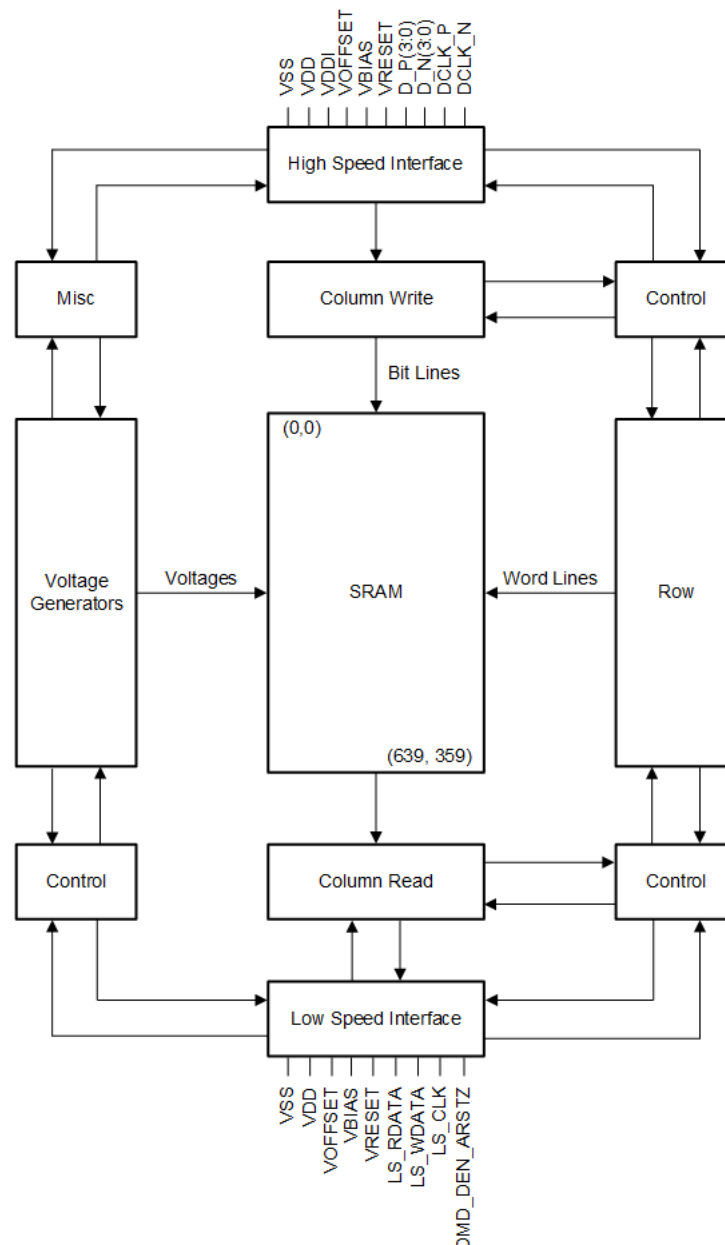 VSS
VDD
VDDI
VOFFSET
VBIAS
VRESET
D_P(3:0)
D_N(3:0)
DCLK_P
DCLK_N
High Speed Interface
Misc
Column Write
Control
Bit Lines
(0,0)
Voltage
Generators
Voltages
SRAM
Word Lines
Row
(639, 359)
Control
Column Read
Control
Low Speed Interface
VSS
VDD
VOFFSET
VBIAS
VRESET
LS_RDATA
LS_WDATA
LS_CLK
DMD_DEN_ARSTZ